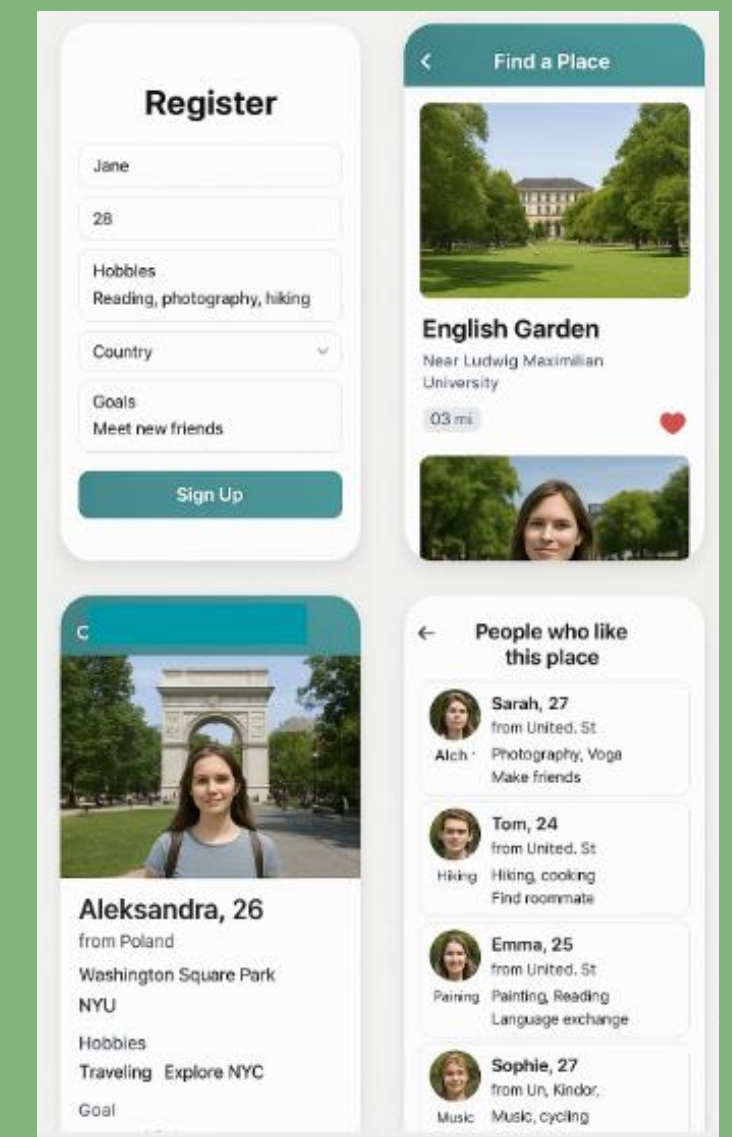 Register
Jane
28
Hobbies
Reading, photography, hiking
Country
Goals
Meet new friends
Sign Up
Find a Place
English Garden
Near Ludwig Maximilian
University
03 mi
C
Aleksandra, 26
from Poland
Washington Square Park
NYU
Hobbies
Traveling Explore NYC
Goal
People who like
this place
Sarah, 27
from United. St
Alch · Photography, Voga
Make friends
Tom, 24
from United. St
Hiking Hiking, cooking
Find roommate
Emma, 25
from United. St
Paining Painting, Reading
Language exchange
Sophie, 27
from Un, Kindor,
Music Music, cycling